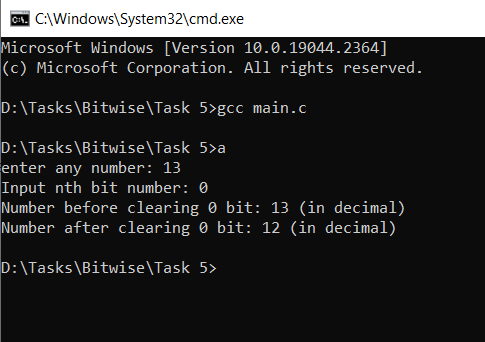 C:\Windows\System32\cmd.exe
Microsoft Windows [Version 10.0.19044.2364]
(c) Microsoft Corporation. All rights reserved.
D:\Tasks\Bitwise\Task 5>gcc main.c
D:\Tasks\Bitwise\Task 5>a
enter any number: 13
Input nth bit number: 0
Number before clearing 0 bit: 13 (in decimal)
Number after clearing 0 bit: 12 (in decimal)
D:\Tasks\Bitwise\Task 5>